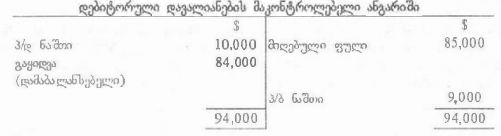 დებიტორული დავალიანების მაკონტროლებელი ანგარიში
$ $
პ/დ ნაშთი 10,000 მიღებული ფული 85,000
გაყიდვა 84,000
(დამაბალანსებელი)
პ/ბ ნაშთი 9,000
94,000 94,000